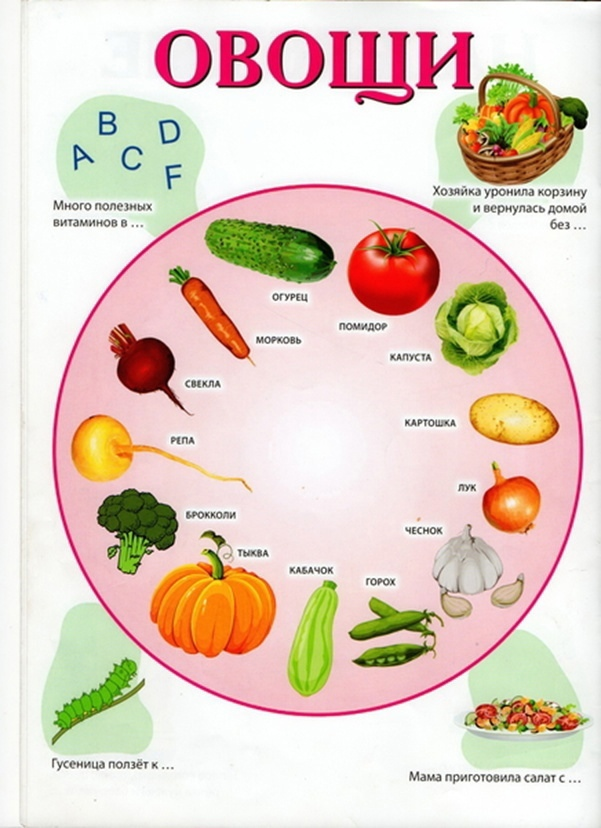 ОВОЩИ
A B C D F
Много полезных
витаминов в ...
Хозяйка уронила корзину
и вернулась домой
без ...
ОГУРЕЦ
ПОМИДОР
МОРКОВЬ
КАПУСТА
СВЕКЛА
КАРТОШКА
РЕПА
ЛУК
БРОККОЛИ
ЧЕСНОК
ТЫКВА
КАБАЧОК
ГОРОХ
Гусеница ползёт к ...
Мама приготовила салат с ...